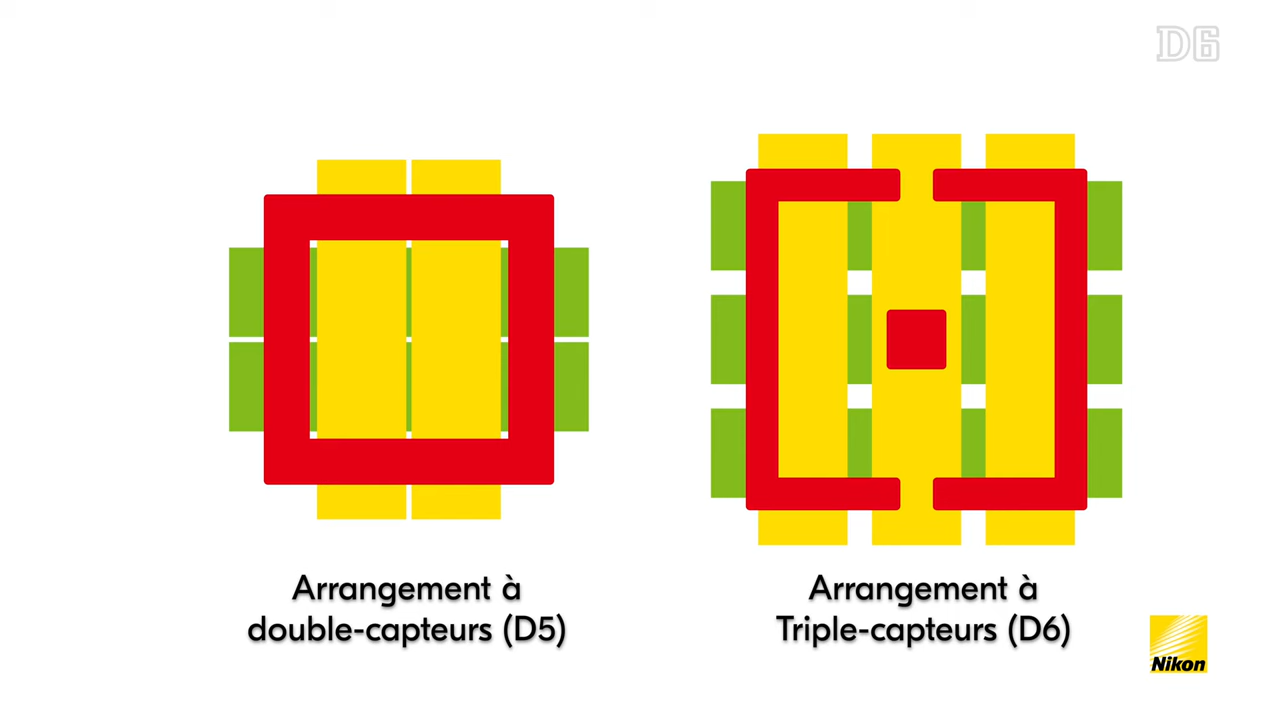 D6
Arrangement à
double-capteurs (D5)
Arrangement à
Triple-capteurs (D6)
Nikon